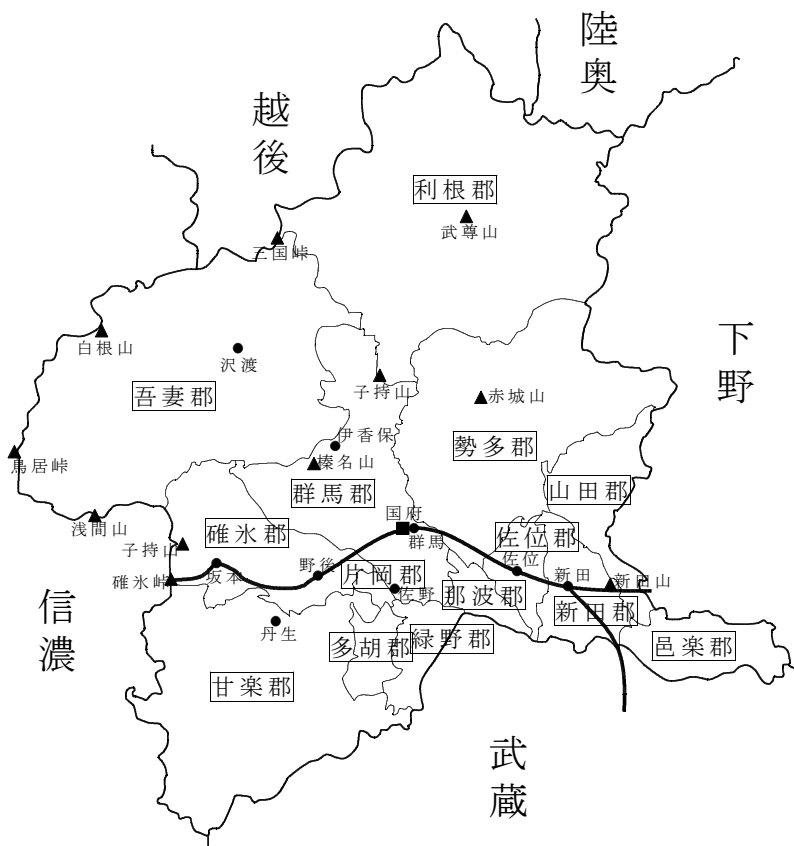 陸奥
越後
利根郡
武尊山
三国峠
下野
白根山
沢渡
子持山
吾妻郡
赤城山
伊香保
勢多郡
鳥居峠
榛名山
群馬郡
山田郡
浅間山
国府
碓氷郡
佐位郡
群馬
子持山
坂本
野後
片岡郡
佐位
新田
新田山
碓氷峠
佐野
那波郡
新田郡
信濃
丹生
多胡郡
緑野郡
邑楽郡
甘楽郡
武蔵